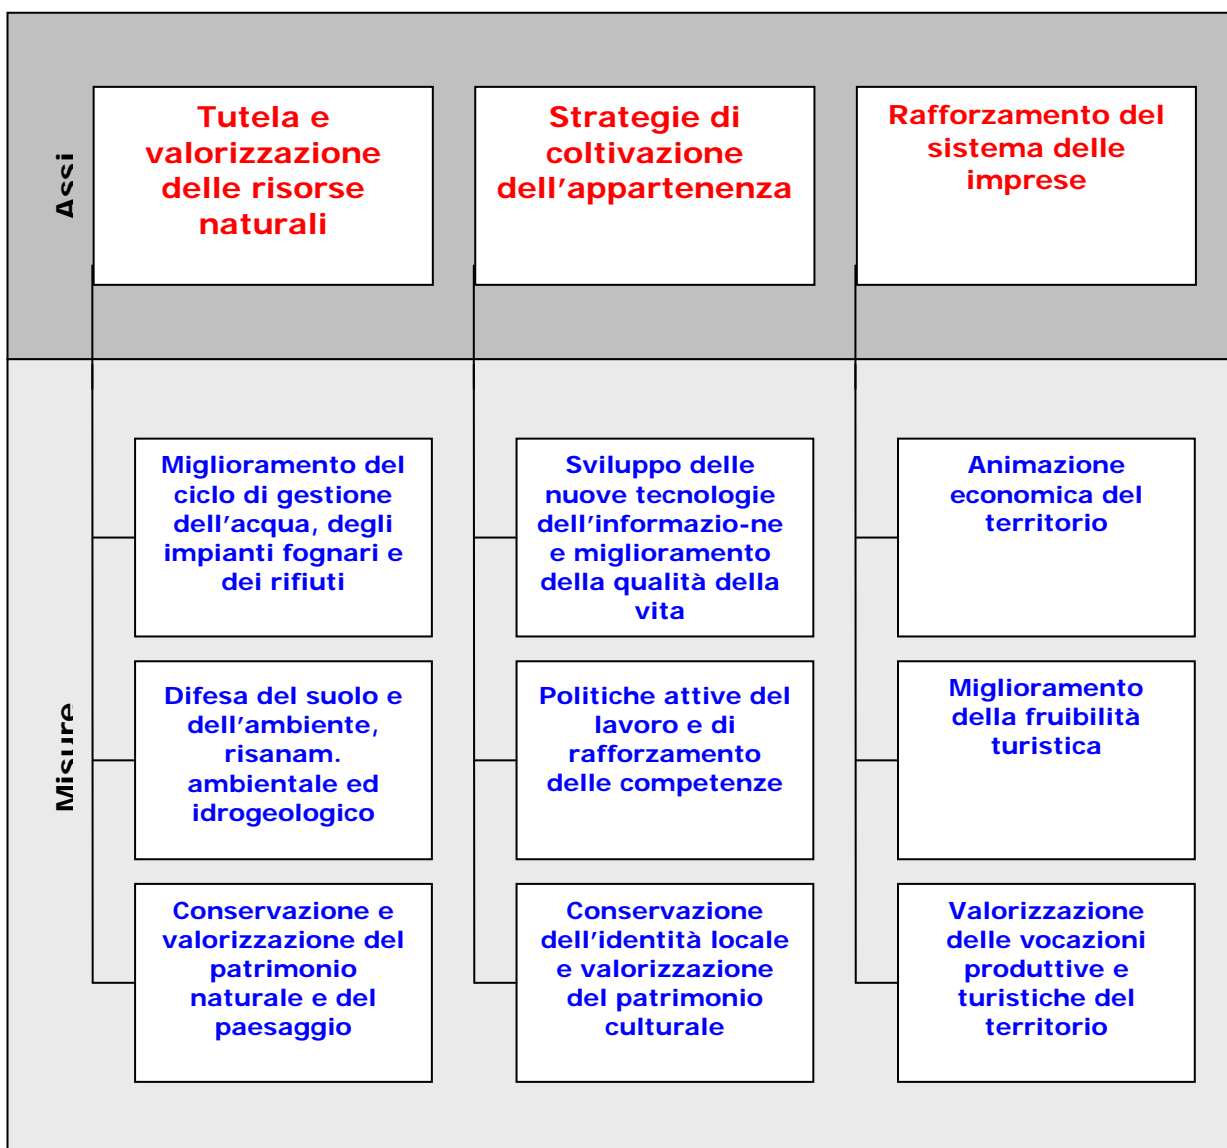 Assi
Tutela e
valorizzazione
delle risorse
naturali
Strategie di
coltivazione
dell'appartenenza
Rafforzamento del
sistema delle
imprese
Misure
Miglioramento del
ciclo di gestione
dell'acqua, degli
impianti fognari e
dei rifiuti
Sviluppo delle
nuove tecnologie
dell'informazio-ne
e miglioramento
della qualità della
vita
Animazione
economica del
territorio
Difesa del suolo e
dell'ambiente,
risanam.
ambientale ed
idrogeologico
Politiche attive del
lavoro e di
rafforzamento
delle competenze
Miglioramento
della fruibilità
turistica
Conservazione e
valorizzazione del
patrimonio
naturale e del
paesaggio
Conservazione
dell'identità locale
e valorizzazione
del patrimonio
culturale
Valorizzazione
delle vocazioni
produttive e
turistiche del
territorio